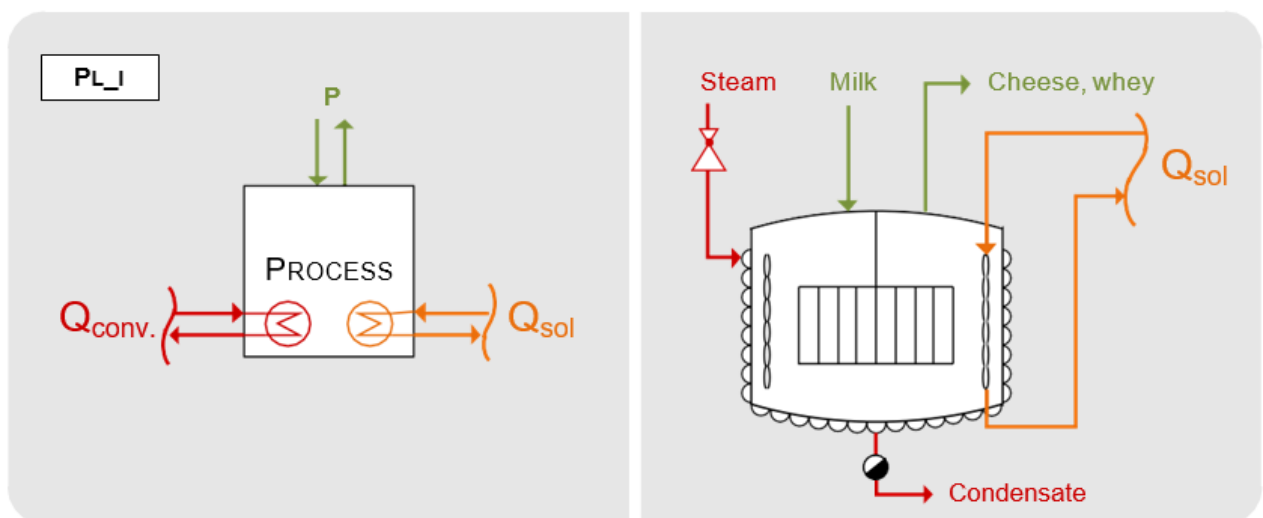 PL_I
P
PROCESS
Qconv.
Qsol
Steam
Milk
Cheese, whey
Qsol
Condensate